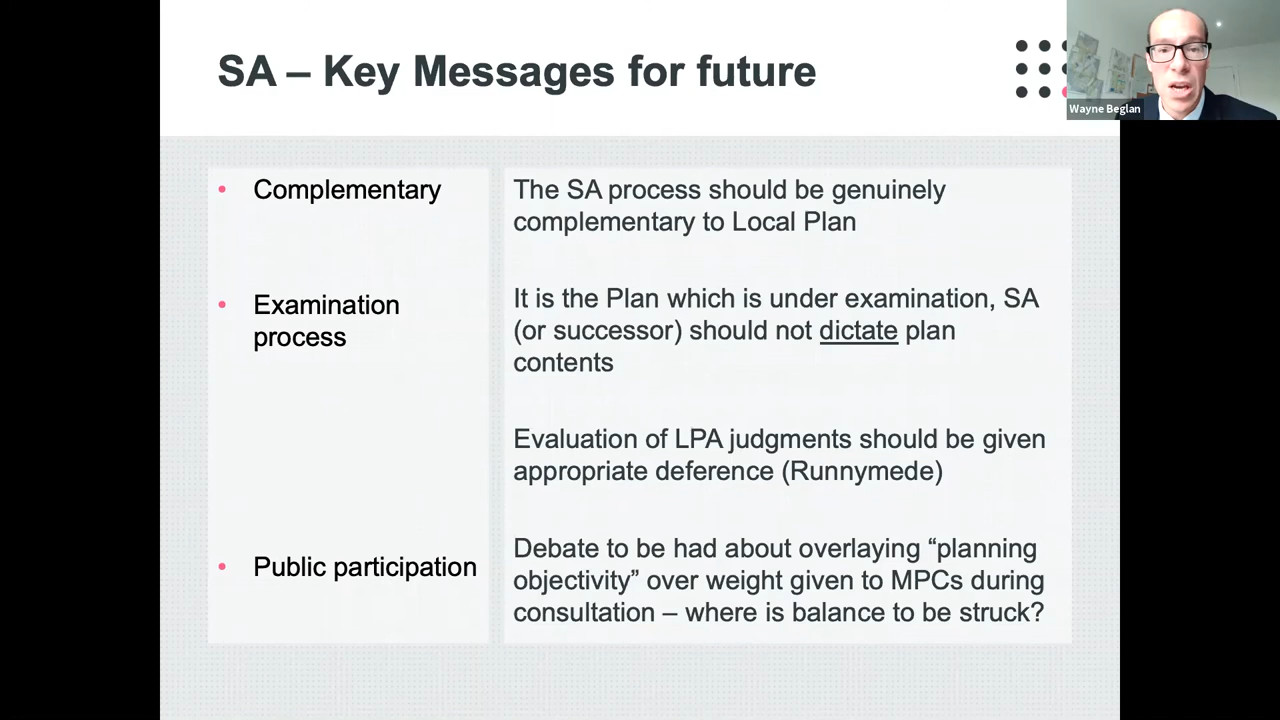 SA – Key Messages for future
Wayne Beglan
• Complementary
The SA process should be genuinely
complementary to Local Plan
• Examination
process
It is the Plan which is under examination, SA
(or successor) should not dictate plan
contents
Evaluation of LPA judgments should be given
appropriate deference (Runnymede)
• Public participation
Debate to be had about overlaying “planning
objectivity” over weight given to MPCs during
consultation – where is balance to be struck?